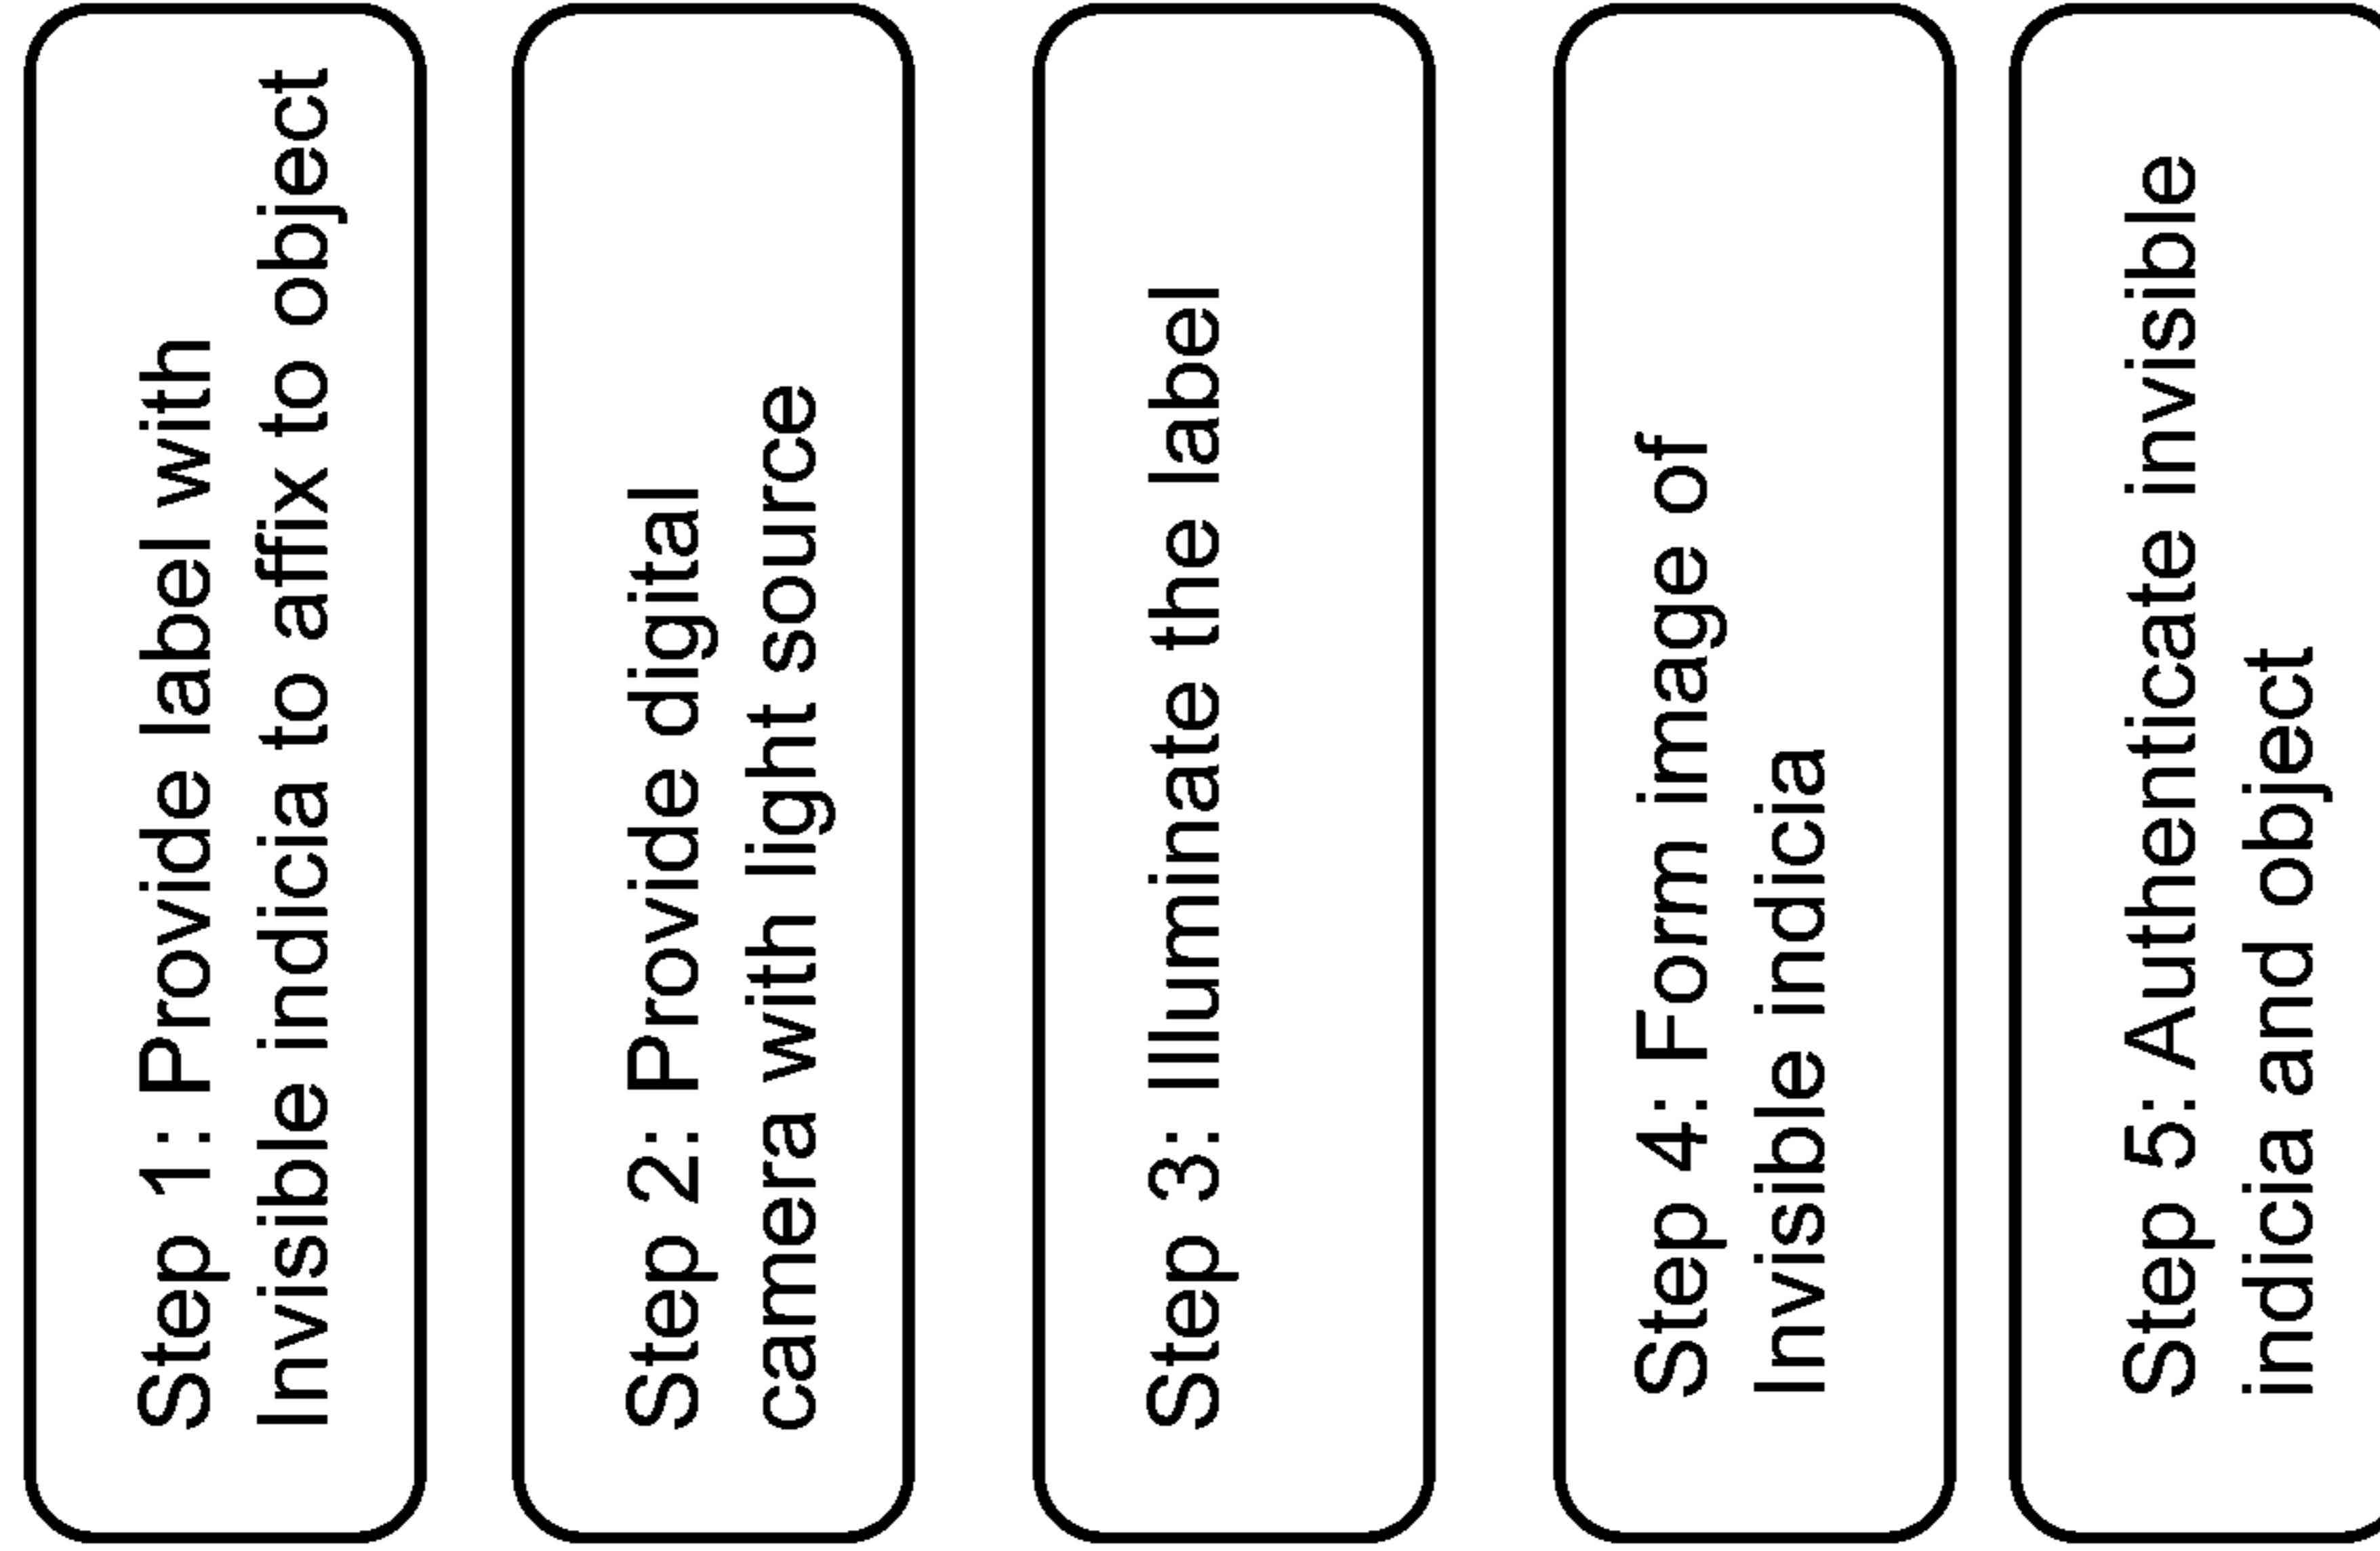 Step 1: Provide label with
Invisible indicia to affix to object
Step 2: Provide digital
camera with light source
Step 3: Illuminate the label
Step 4: Form image of
Invisible indicia
Step 5: Authenticate invisible
indicia and object